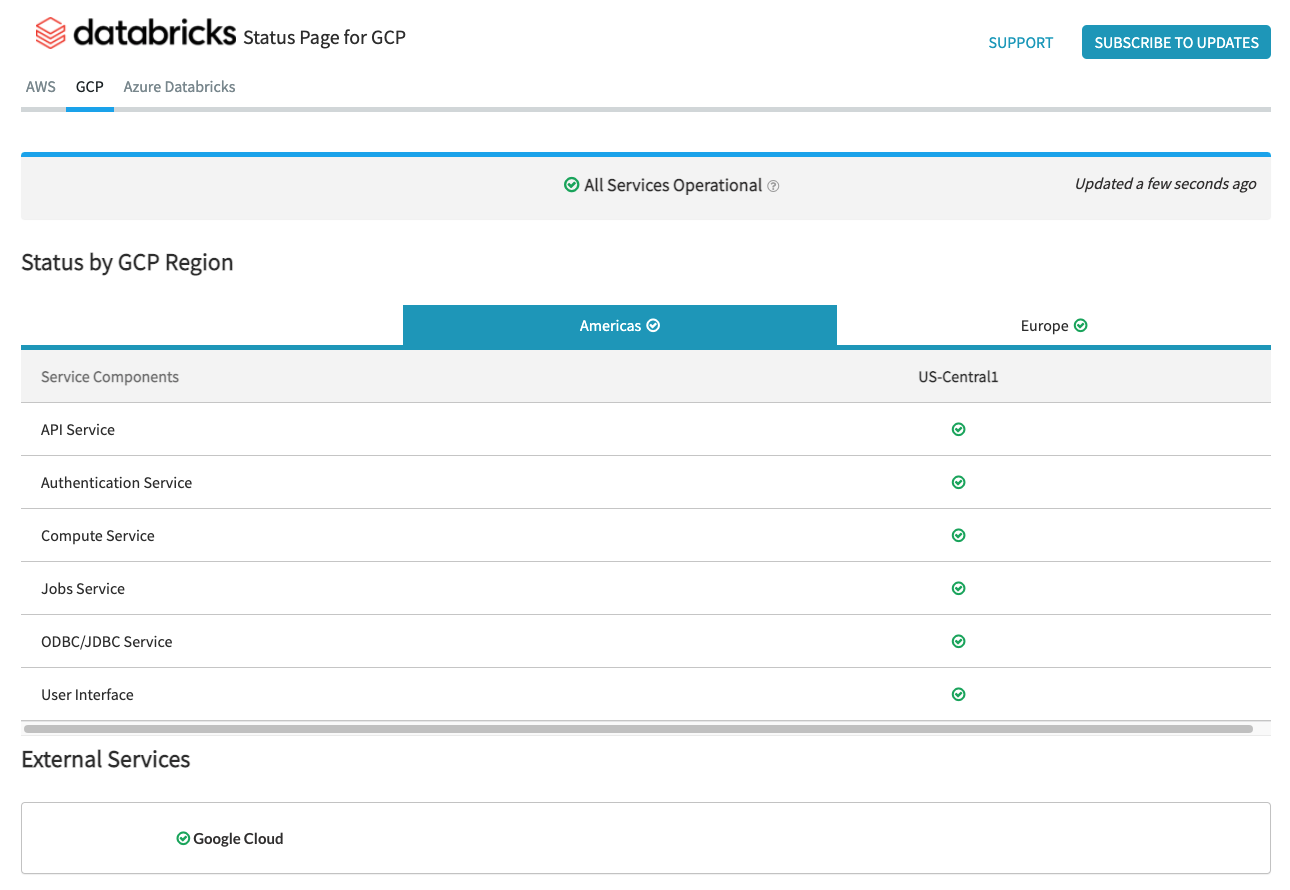 databricks Status Page for GCP
SUPPORT
SUBSCRIBE TO UPDATES
AWS GCP Azure Databricks
All Services Operational ?
Updated a few seconds ago
Status by GCP Region
Americas
Europe
Service Components US-Central1
API Service
Authentication Service
Compute Service
Jobs Service
ODBC/JDBC Service
User Interface
External Services
Google Cloud